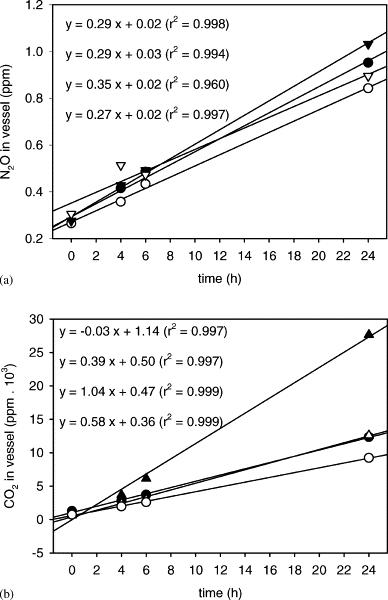 1.2
1.0
0.8
0.6
0.4
0.2
N2O in vessel (ppm)
y = 0.29 x + 0.02 (r² = 0.998)
y = 0.29 x + 0.03 (r² = 0.994)
y = 0.35 x + 0.02 (r² = 0.960)
y = 0.27 x + 0.02 (r² = 0.997)
0 2 4 6 8 10 12 14 16 18 20 22 24
(a)
time (h)
30
25
20
15
10
5
0
-5
CO2 in vessel (ppm . 10³)
y = -0.03 x + 1.14 (r² = 0.997)
y = 0.39 x + 0.50 (r² = 0.997)
y = 1.04 x + 0.47 (r² = 0.999)
y = 0.58 x + 0.36 (r² = 0.999)
0 2 4 6 8 10 12 14 16 18 20 22 24
(b)
time (h)